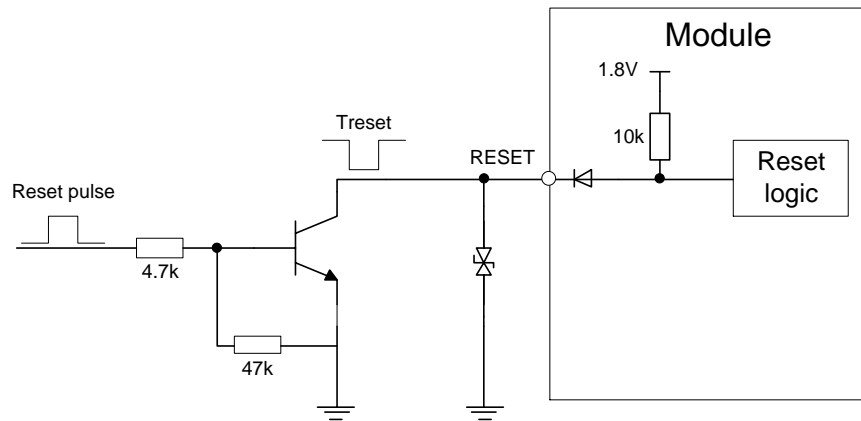 Module
1.8V
Treset
10k
RESET
Reset
logic
Reset pulse
4.7k
47k